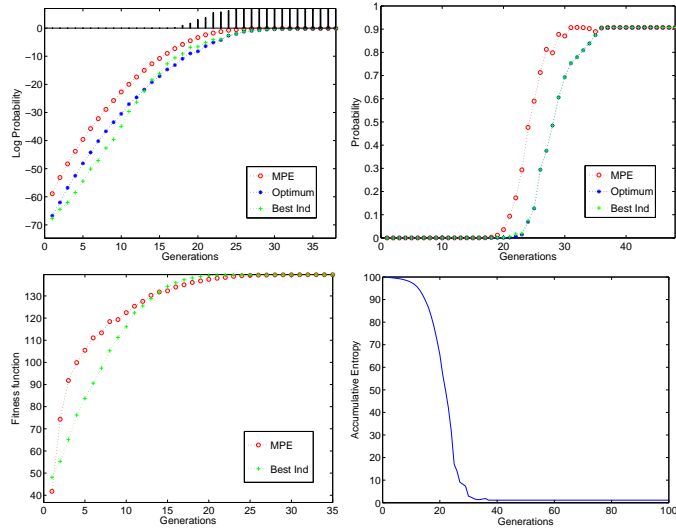 0
−10
−20
−30
−40
−50
−60
−70
Log Probability
0 5 10 15 20 25 30 35
Generations
MPE
Optimum
Best Ind
1
0.9
0.8
0.7
0.6
0.5
0.4
0.3
0.2
0.1
0
Probability
10 20 30 40
Generations
MPE
Optimum
Best Ind
130
120
110
100
90
80
70
60
50
40
Fitness function
0 5 10 15 20 25 30 35
Generations
MPE
Best Ind
100
90
80
70
60
50
40
30
20
10
0
Accumulative Entropy
0 20 40 60 80 100
Generations